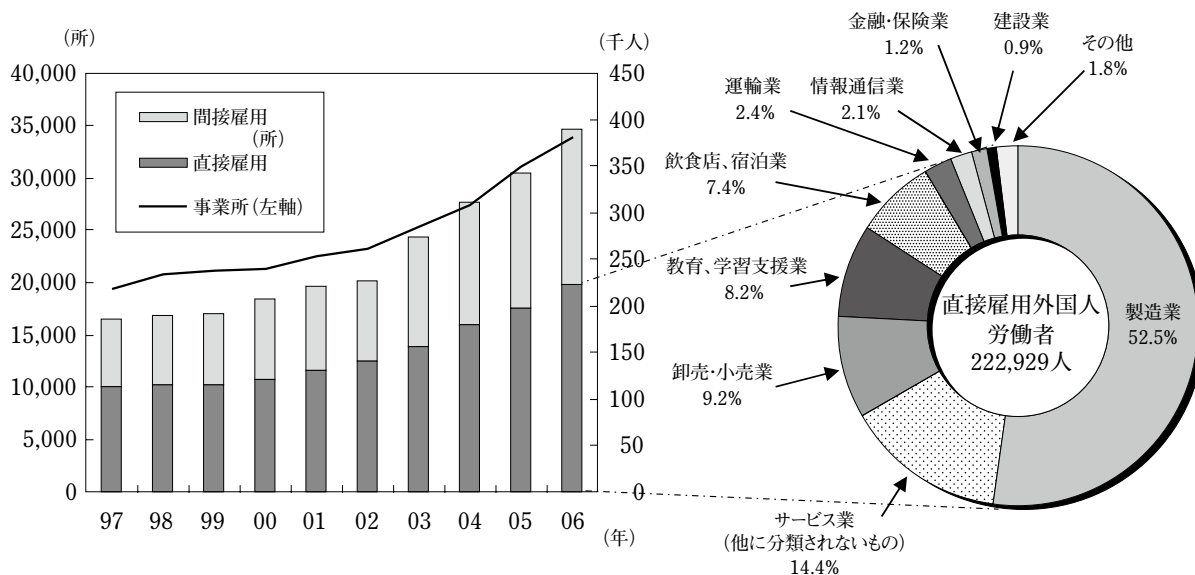 (所)
40,000
35,000
30,000
25,000
20,000
15,000
10,000
5,000
0
間接雇用
(所)
直接雇用
事業所(左軸)
97 98 99 00 01 02 03 04 05 06
(年)
(千人)
450
400
350
300
250
200
150
100
50
0
金融・保険業
1.2%
建設業
0.9%
その他
1.8%
運輸業
2.4%
情報通信業
2.1%
飲食店、宿泊業
7.4%
教育、学習支援業
8.2%
卸売・小売業
9.2%
サービス業
(他に分類されないもの)
14.4%
製造業
52.5%
直接雇用外国人
労働者
222,929人